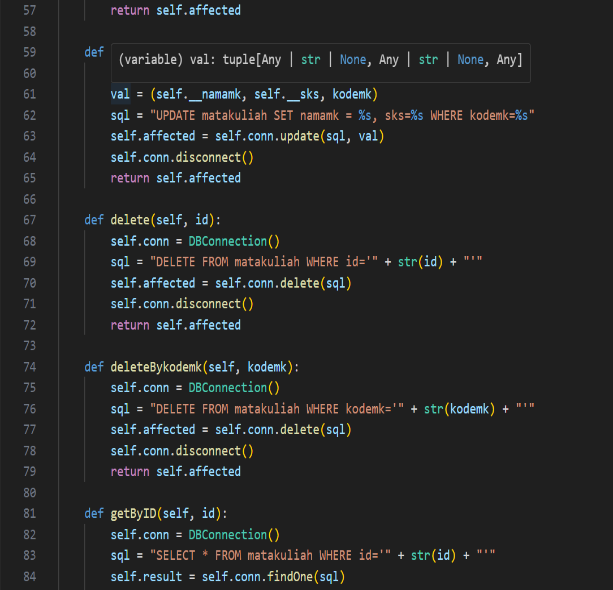 57 return self.affected
58
59 def (variable) val: tuple[Any | str | None, Any | str | None, Any]
60
61 val = (self.__namamk, self.__sks, kodemk)
62 sql = "UPDATE matakuliah SET namamk = %s, sks=%s WHERE kodemk=%s"
63 self.affected = self.conn.update(sql, val)
64 self.conn.disconnect()
65 return self.affected
66
67 def delete(self, id):
68 self.conn = DBConnection()
69 sql = "DELETE FROM matakuliah WHERE id='" + str(id) + "'"
70 self.affected = self.conn.delete(sql)
71 self.conn.disconnect()
72 return self.affected
73
74 def deleteBykodemk(self, kodemk):
75 self.conn = DBConnection()
76 sql = "DELETE FROM matakuliah WHERE kodemk='" + str(kodemk) + "'"
77 self.affected = self.conn.delete(sql)
78 self.conn.disconnect()
79 return self.affected
80
81 def getByID(self, id):
82 self.conn = DBConnection()
83 sql = "SELECT * FROM matakuliah WHERE id='" + str(id) + "'"
84 self.result = self.conn.findOne(sql)